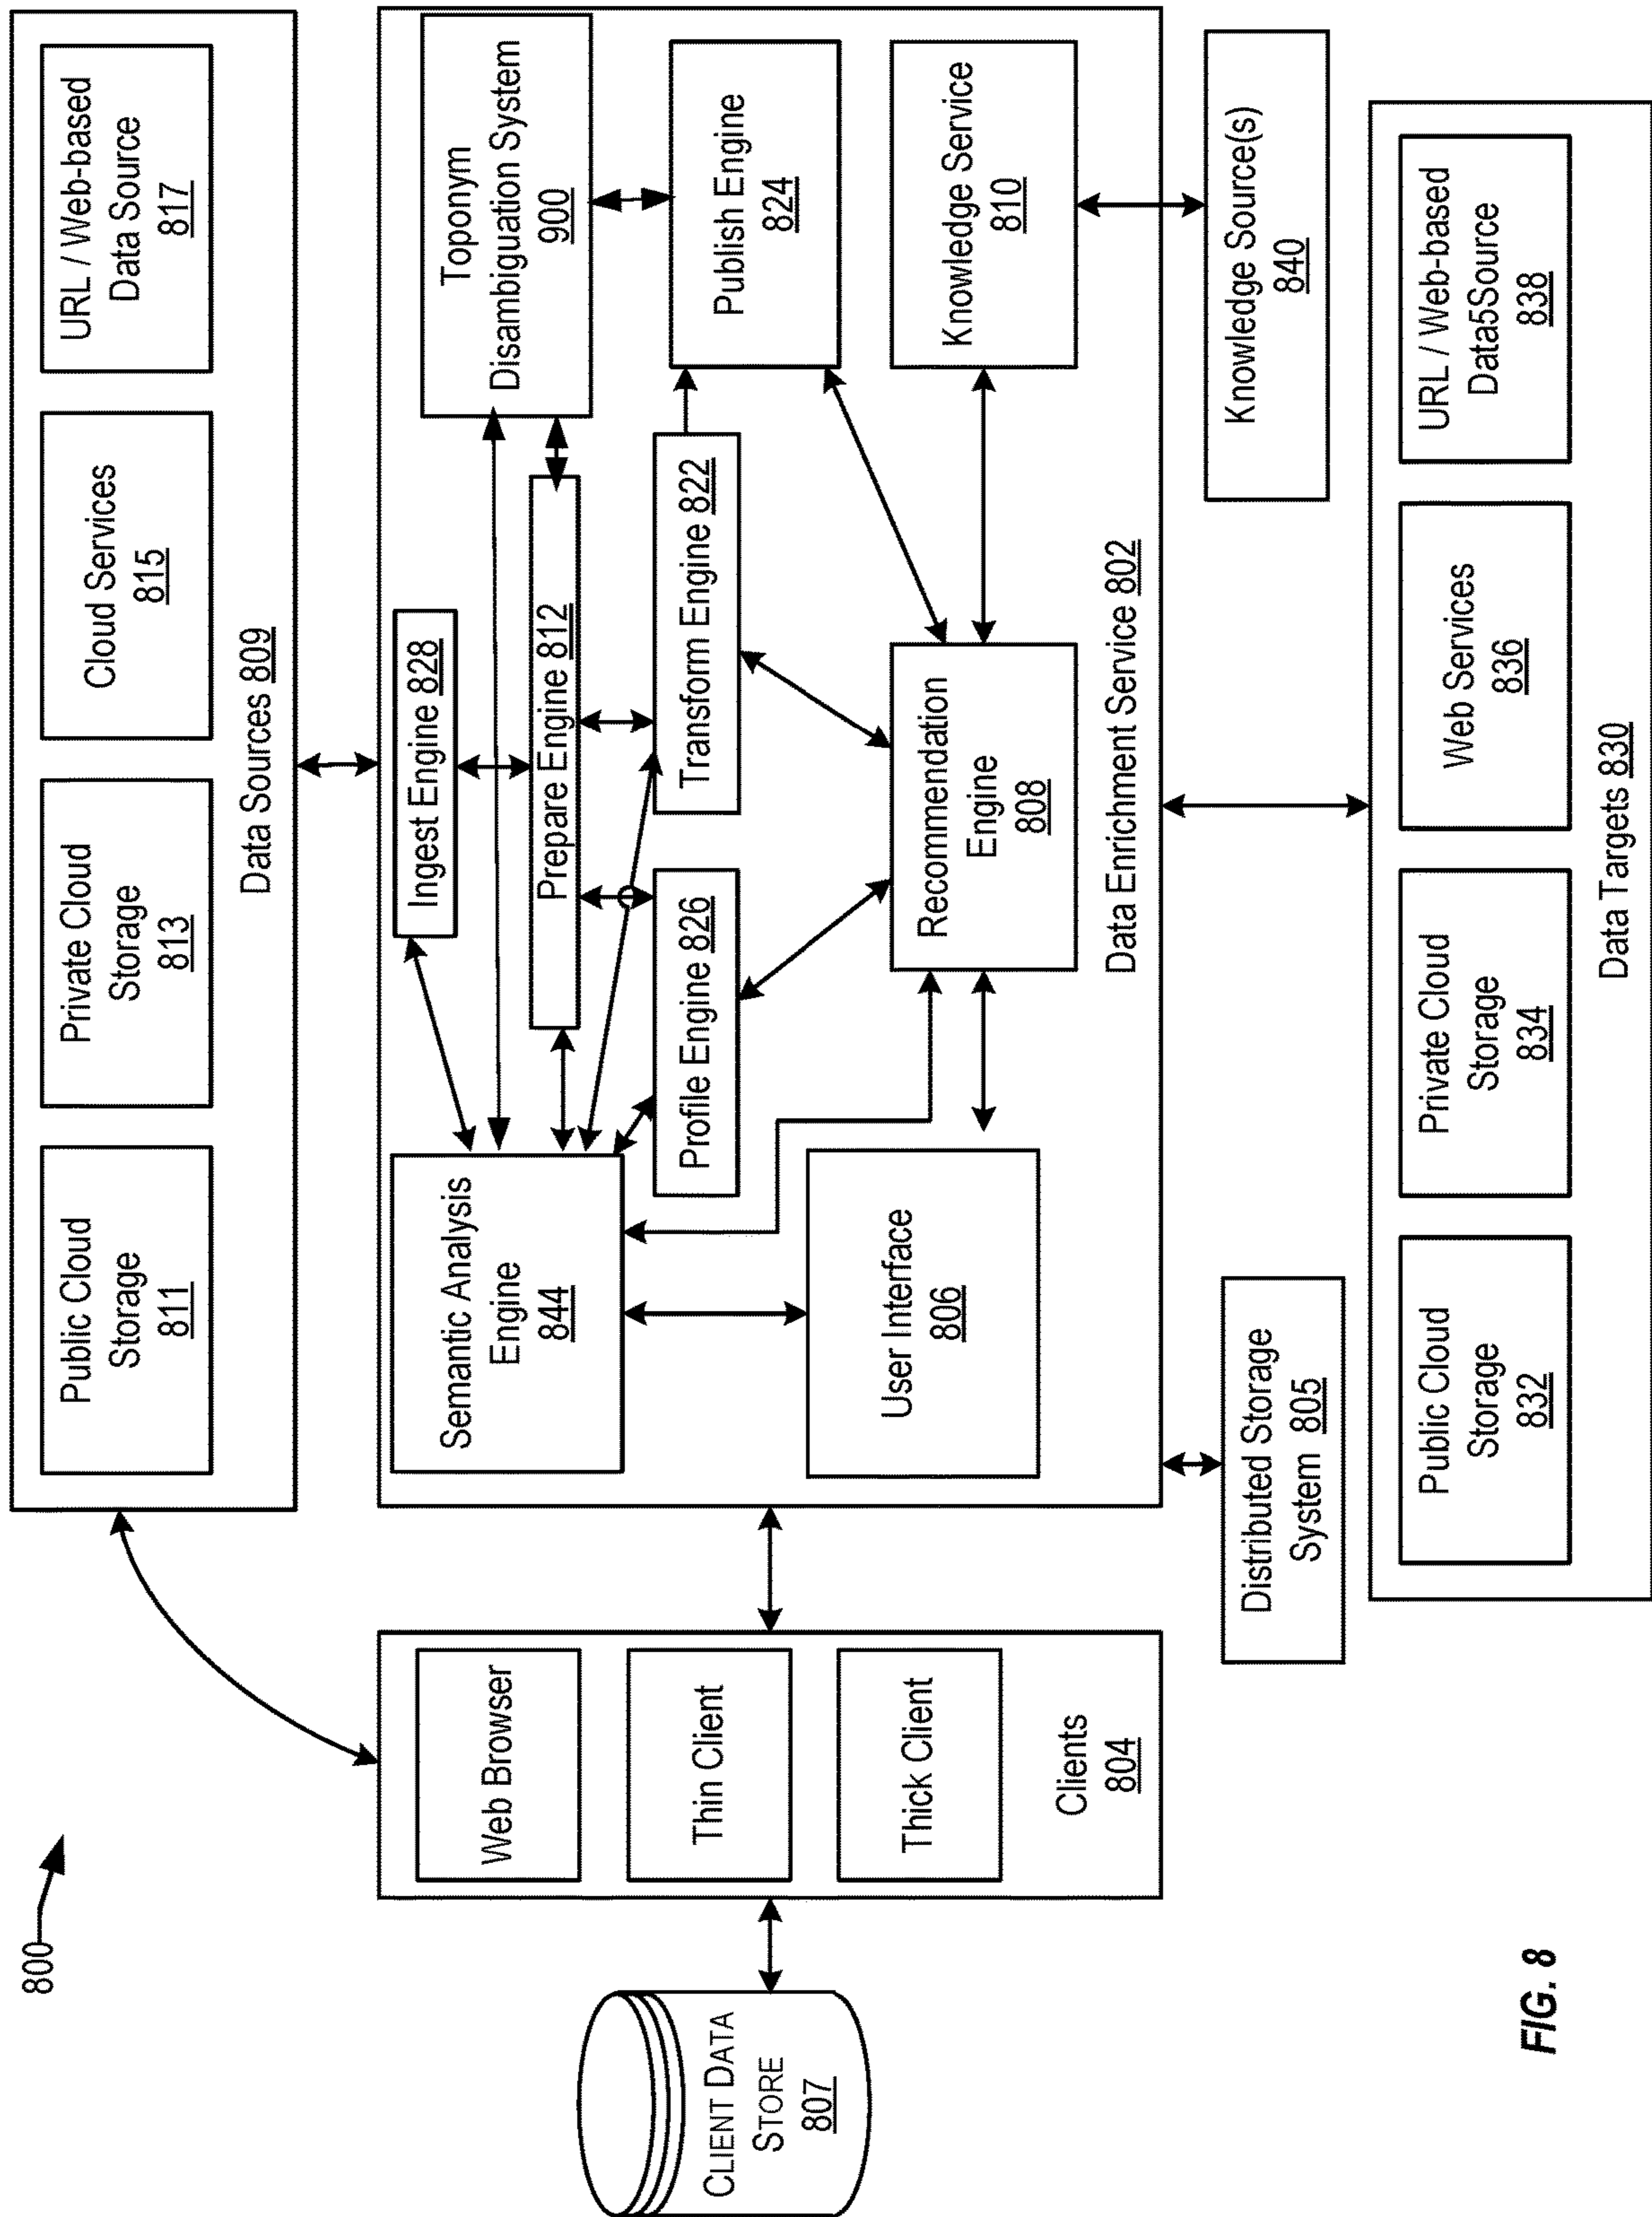 800
Public Cloud
Storage
811
Private Cloud
Storage
813
Cloud Services
815
URL / Web-based
Data Source
817
Data Sources 809
CLIENT DATA
STORE
807
Web Browser
Thin Client
Thick Client
Clients
804
Semantic Analysis
Engine
844
User Interface
806
Ingest Engine 828
Prepare Engine 812
Profile Engine 826
Transform Engine 822
Recommendation
Engine
808
Toponym
Disambiguation System
900
Publish Engine
824
Knowledge Service
810
Data Enrichment Service 802
Distributed Storage
System 805
Knowledge Source(s)
840
Public Cloud
Storage
832
Private Cloud
Storage
834
Web Services
836
URL / Web-based
Data5Source
838
Data Targets 830
FIG. 8